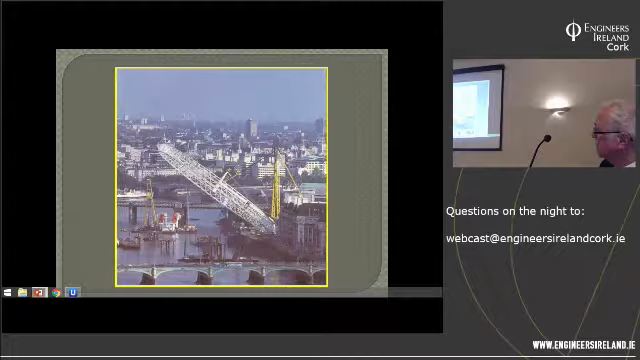 ENGINEERS
IRELAND
Cork
Questions on the night to:
webcast@engineersirelandcork.ie
WWW.ENGINEERSIRELAND.IE